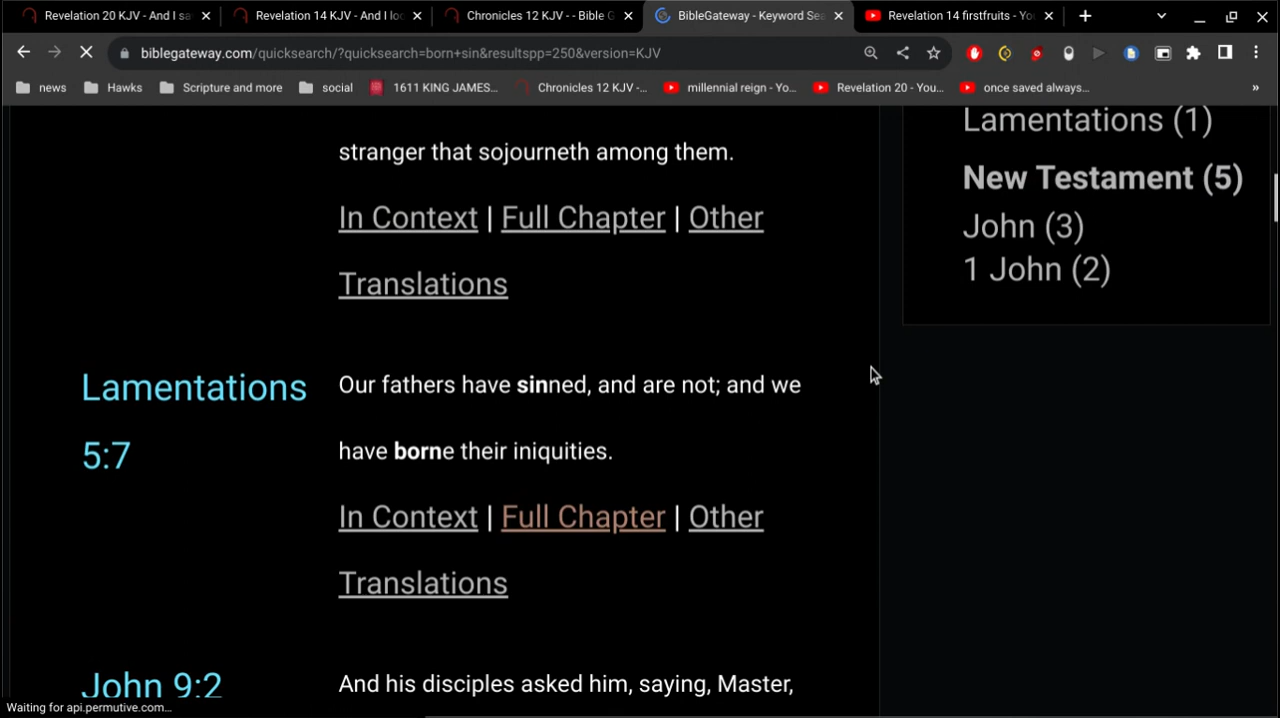 Revelation 20 KJV - And I sa
Revelation 14 KJV - And I loo
Chronicles 12 KJV - - Bible G
BibleGateway - Keyword Sea
Revelation 14 firstfruits - You
biblegateway.com/quicksearch/?quicksearch=born+sin&resultspp=250&version=KJV
news
Hawks
Scripture and more
social
1611 KING JAMES...
Chronicles 12 KJV -...
millennial reign - Yo...
Revelation 20 - You...
once saved always...
»
stranger that sojourneth among them.
In Context | Full Chapter | Other
Translations
Lamentations
5:7
Our fathers have sinned, and are not; and we
have borne their iniquities.
In Context | Full Chapter | Other
Translations
John 9:2
And his disciples asked him, saying, Master,
Lamentations (1)
New Testament (5)
John (3)
1 John (2)
Waiting for api.permutive.com...